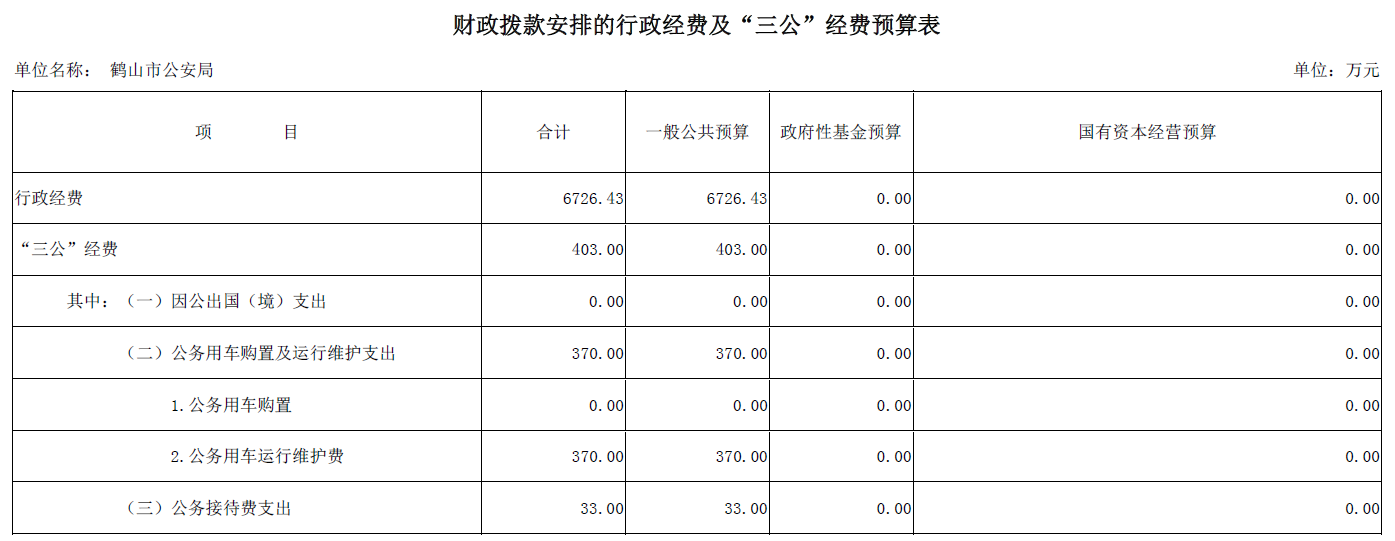 财政拨款安排的行政经费及“三公”经费预算表
单位名称： 鹤山市公安局 单位：万元
项 目 合计 一般公共预算 政府性基金预算 国有资本经营预算
行政经费 6726.43 6726.43 0.00 0.00
“三公”经费 403.00 403.00 0.00 0.00
其中：（一）因公出国（境）支出 0.00 0.00 0.00 0.00
（二）公务用车购置及运行维护支出 370.00 370.00 0.00 0.00
1.公务用车购置 0.00 0.00 0.00 0.00
2.公务用车运行维护费 370.00 370.00 0.00 0.00
（三）公务接待费支出 33.00 33.00 0.00 0.00